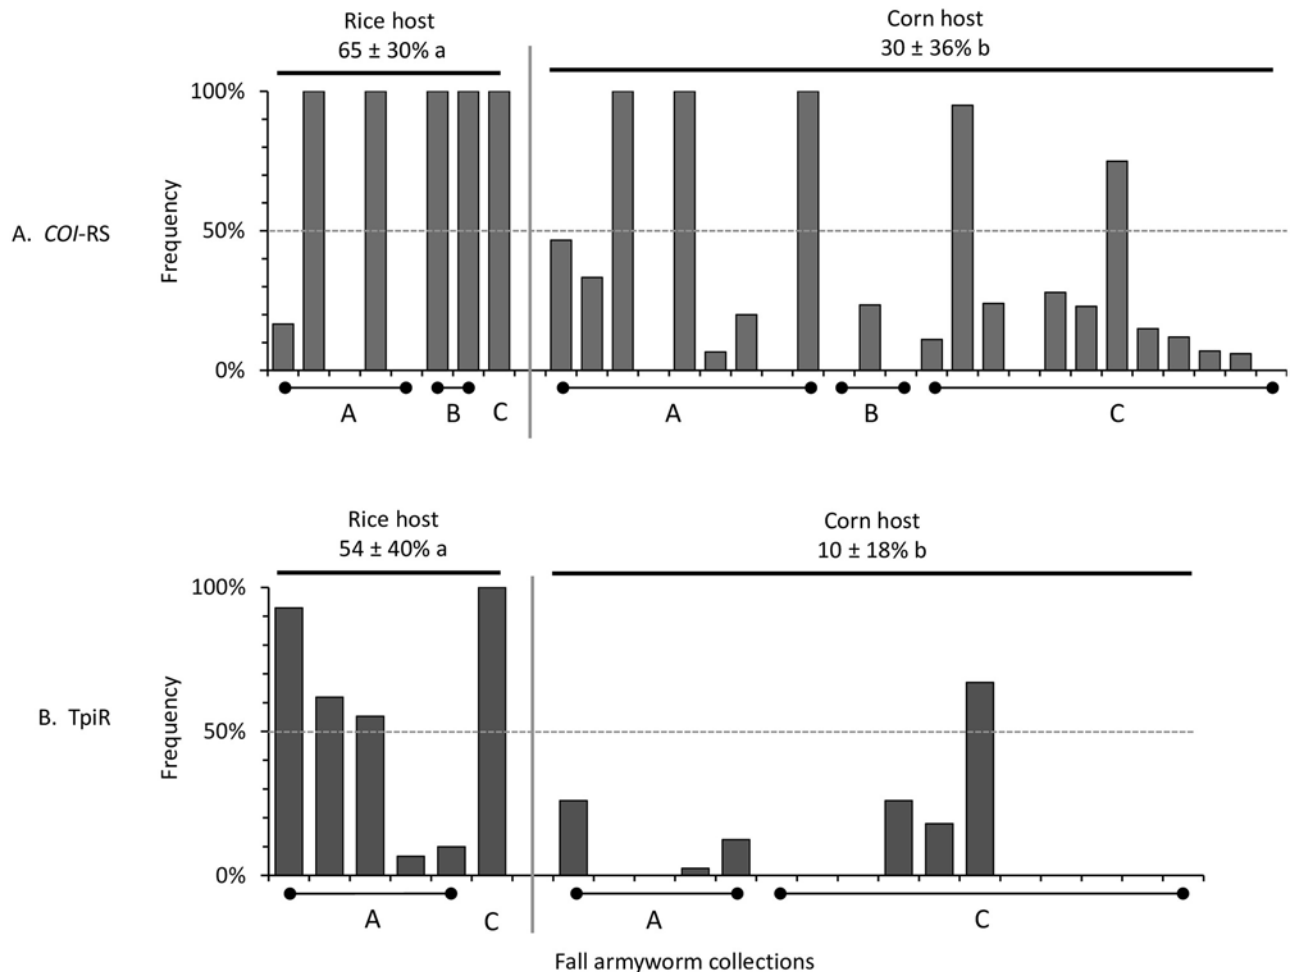 Rice host
65 ± 30% a
Corn host
30 ± 36% b
A. COI-RS
Frequency
100%
50%
0%
A
B
C
A
B
C
Rice host
54 ± 40% a
Corn host
10 ± 18% b
B. TpiR
Frequency
100%
50%
0%
A
C
A
C
Fall armyworm collections